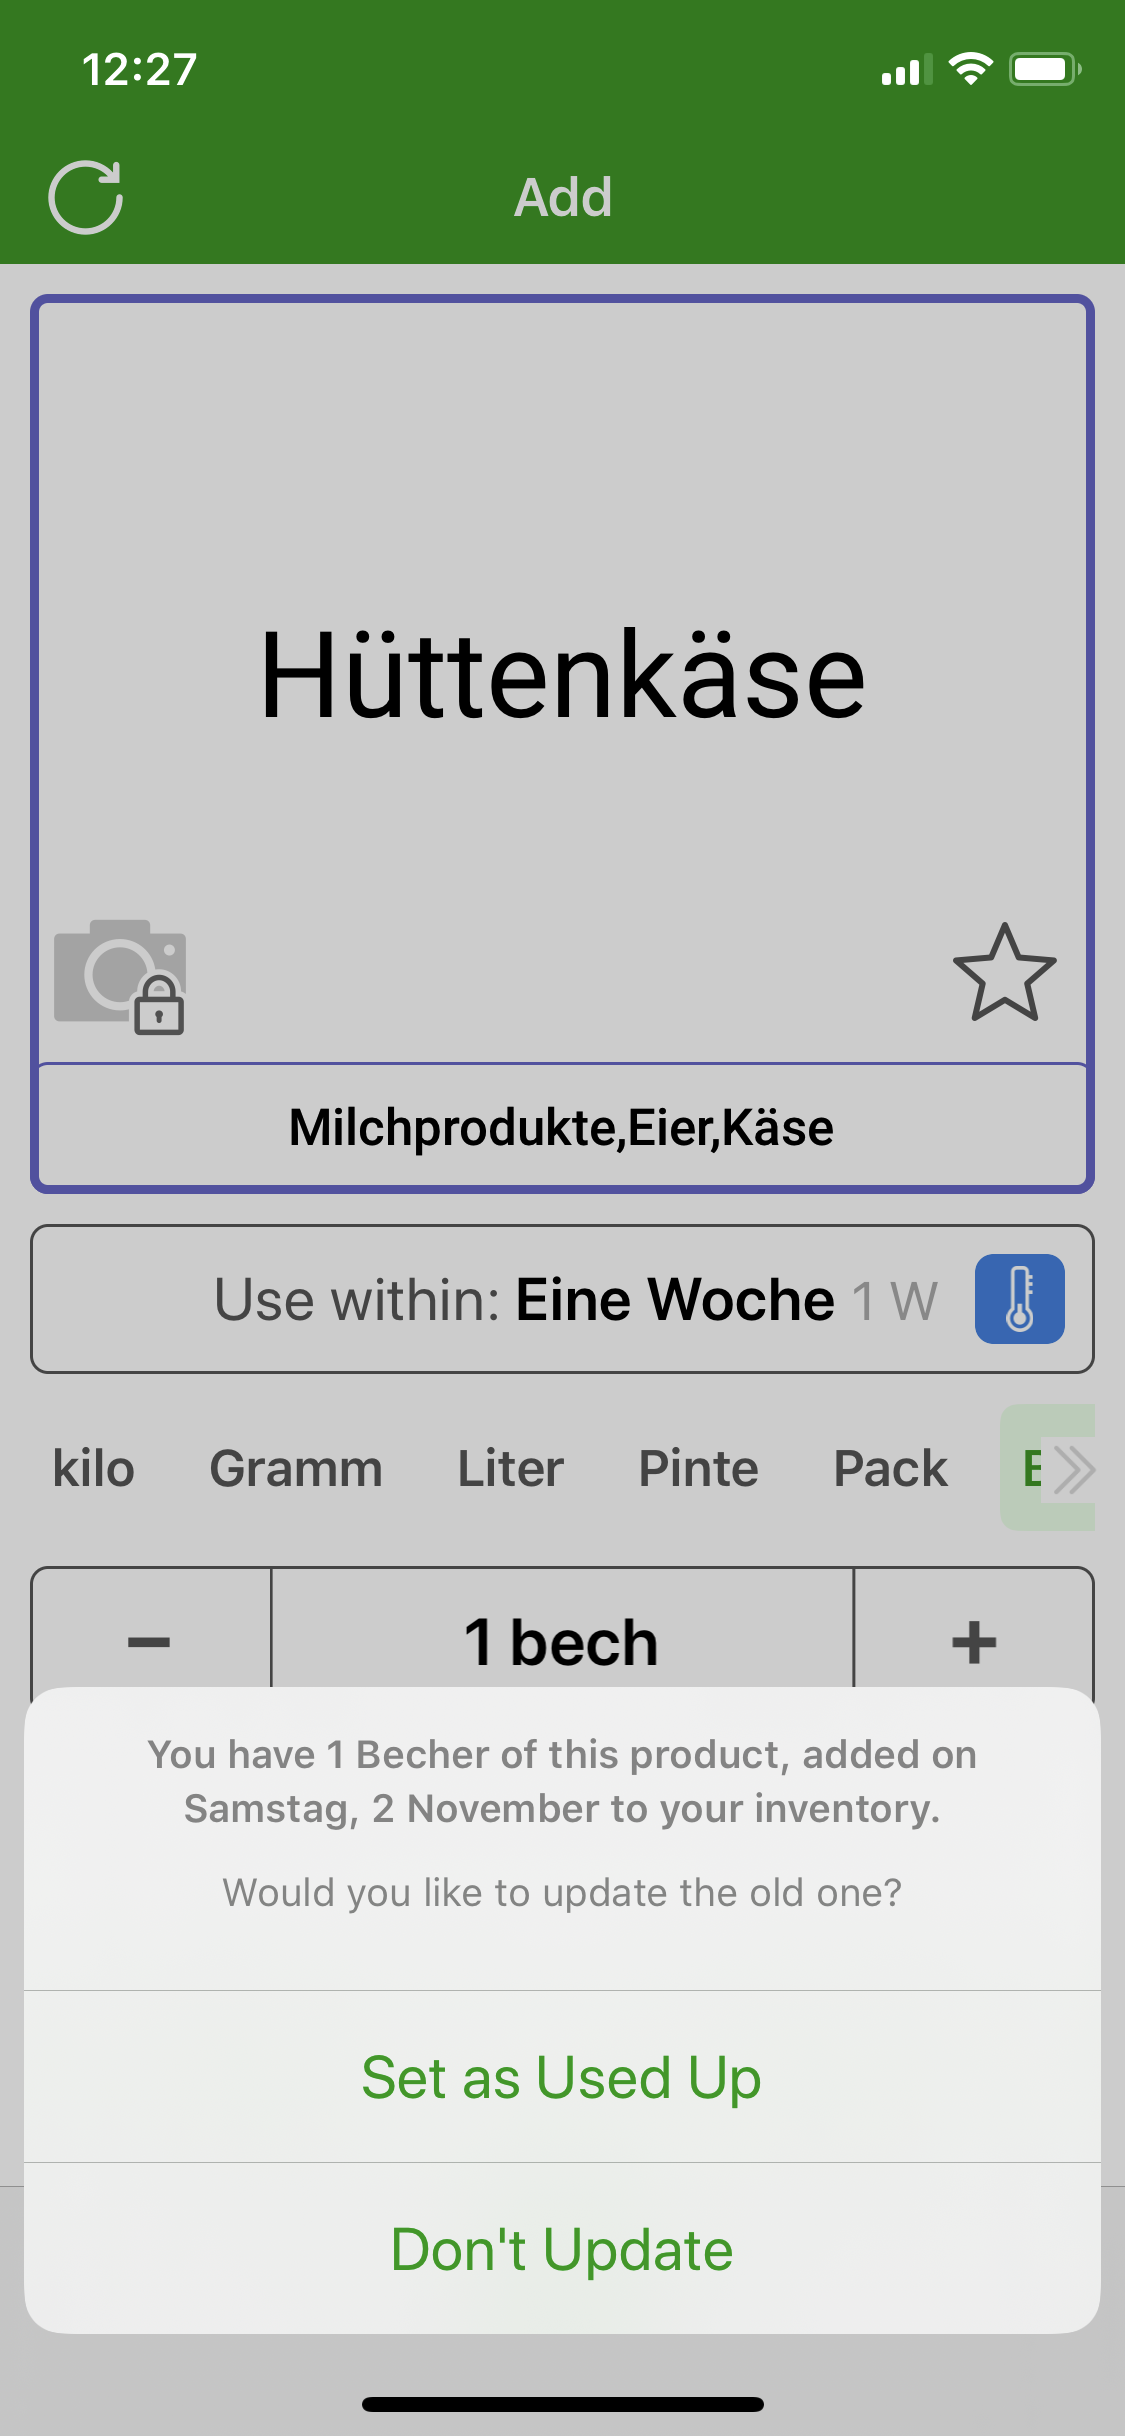 12:27
Add
Hüttenkäse
Milchprodukte,Eier,Käse
Use within: Eine Woche 1 W
kilo Gramm Liter Pinte Pack
− 1 bech +
You have 1 Becher of this product, added on
Samstag, 2 November to your inventory.
Would you like to update the old one?
Set as Used Up
Don't Update